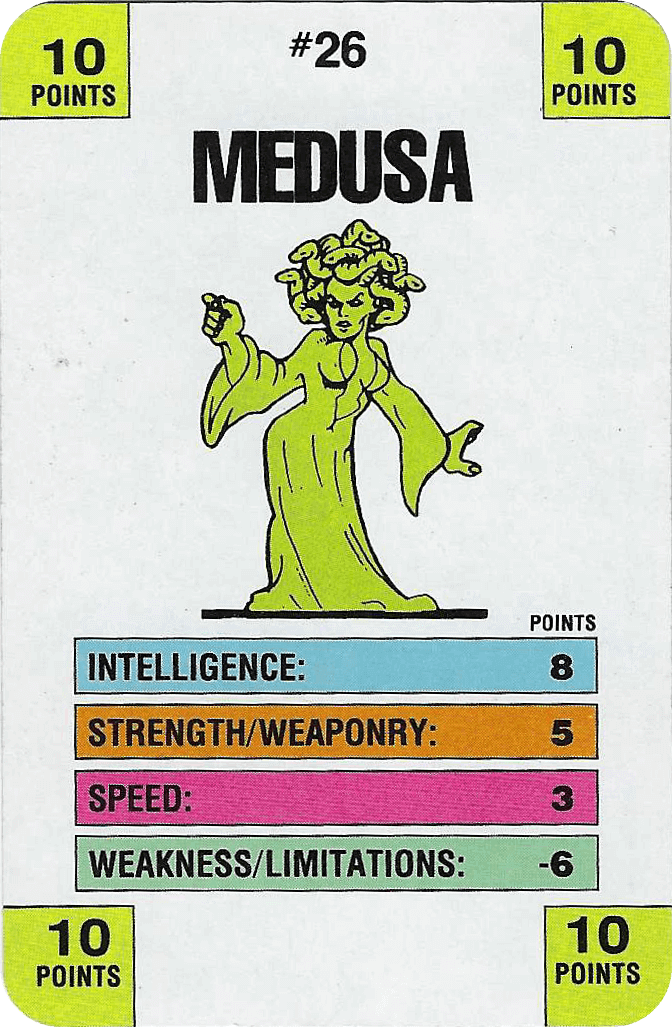 10 POINTS
#26
10 POINTS
MEDUSA
POINTS
INTELLIGENCE: 8
STRENGTH/WEAPONRY: 5
SPEED: 3
WEAKNESS/LIMITATIONS: -6
10 POINTS
10 POINTS